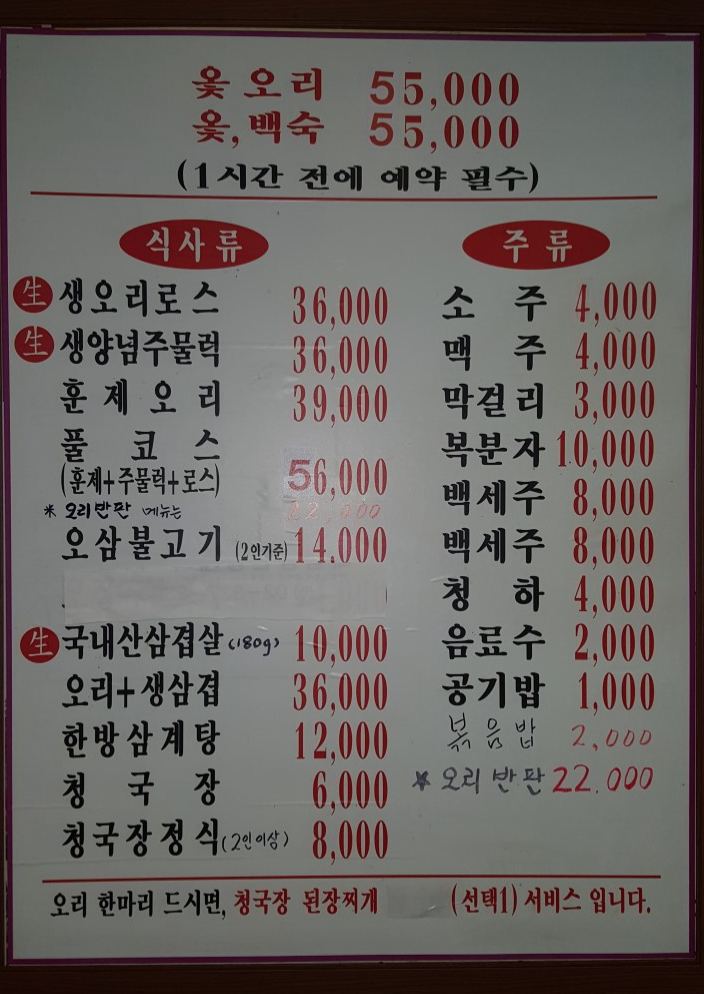 옻오리 55,000
옻,백숙 55,000
(1시간 전에 예약 필수)
식사류
生 생오리로스 36,000
生 생양념주물럭 36,000
훈제오리 39,000
풀코스
(훈제+주물럭+로스) 56,000
* 오리반판 메뉴는 22,000
오삼불고기 (2인기준) 14,000
生 국내산삼겹살 (180g) 10,000
오리+생삼겹 36,000
한방삼계탕 12,000
청국장 6,000
청국장정식 (2인이상) 8,000
주류
소주 4,000
맥주 4,000
막걸리 3,000
복분자 10,000
백세주 8,000
백세주 8,000
청하 4,000
음료수 2,000
공기밥 1,000
볶음밥 2,000
* 오리반판 22.000
오리 한마리 드시면, 청국장 된장찌개 (선택1) 서비스 입니다.